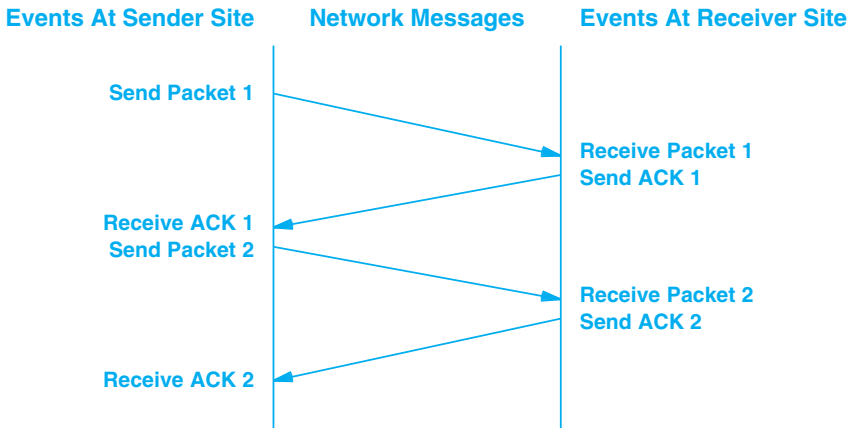 Events At Sender Site
Network Messages
Events At Receiver Site
Send Packet 1
Receive Packet 1
Send ACK 1
Receive ACK 1
Send Packet 2
Receive Packet 2
Send ACK 2
Receive ACK 2